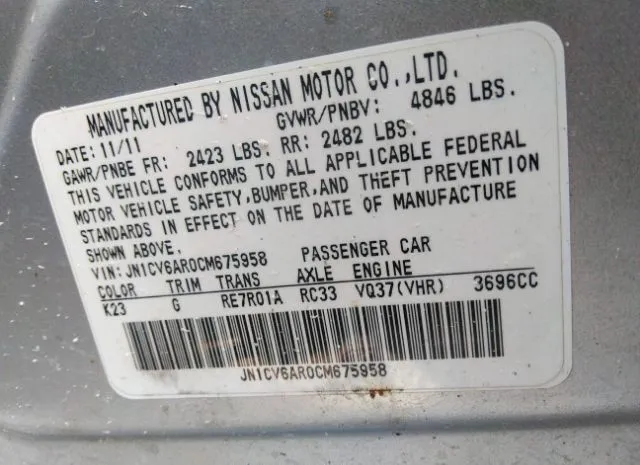 MANUFACTURED BY NISSAN MOTOR CO.,LTD.
DATE: 11/11 GVWR/PNBV: 4846 LBS.
GAWR/PNBE FR: 2423 LBS. RR: 2482 LBS.
THIS VEHICLE CONFORMS TO ALL APPLICABLE FEDERAL
MOTOR VEHICLE SAFETY,BUMPER,AND THEFT PREVENTION
STANDARDS IN EFFECT ON THE DATE OF MANUFACTURE
SHOWN ABOVE.
VIN: JN1CV6AR0CM675958 PASSENGER CAR
COLOR TRIM TRANS AXLE ENGINE
K23 G RE7R01A RC33 VQ37(VHR) 3696CC
JN1CV6AR0CM675958